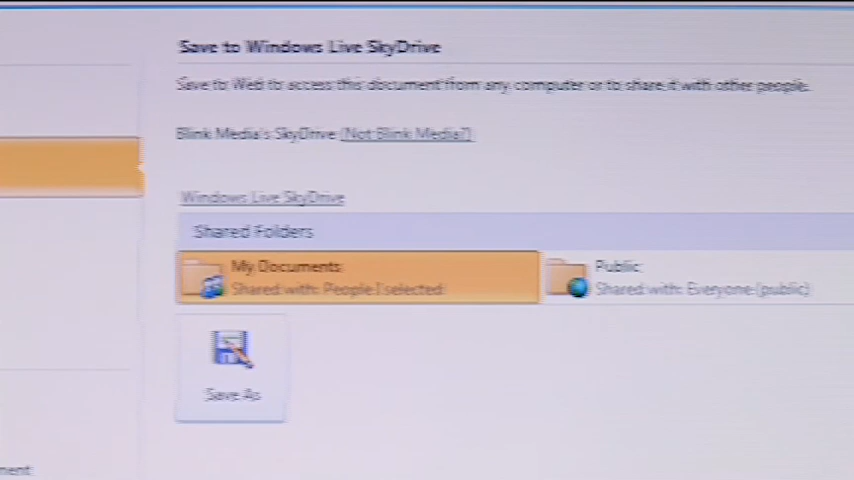 Save to Windows Live SkyDrive
Save to Web to access this document from any computer or to share it with other people.
Blink Media's SkyDrive (Not Blink Media?)
Windows Live SkyDrive
Shared Folders
My Documents
Shared with: People I selected
Public
Shared with: Everyone (public)
Save As
ment